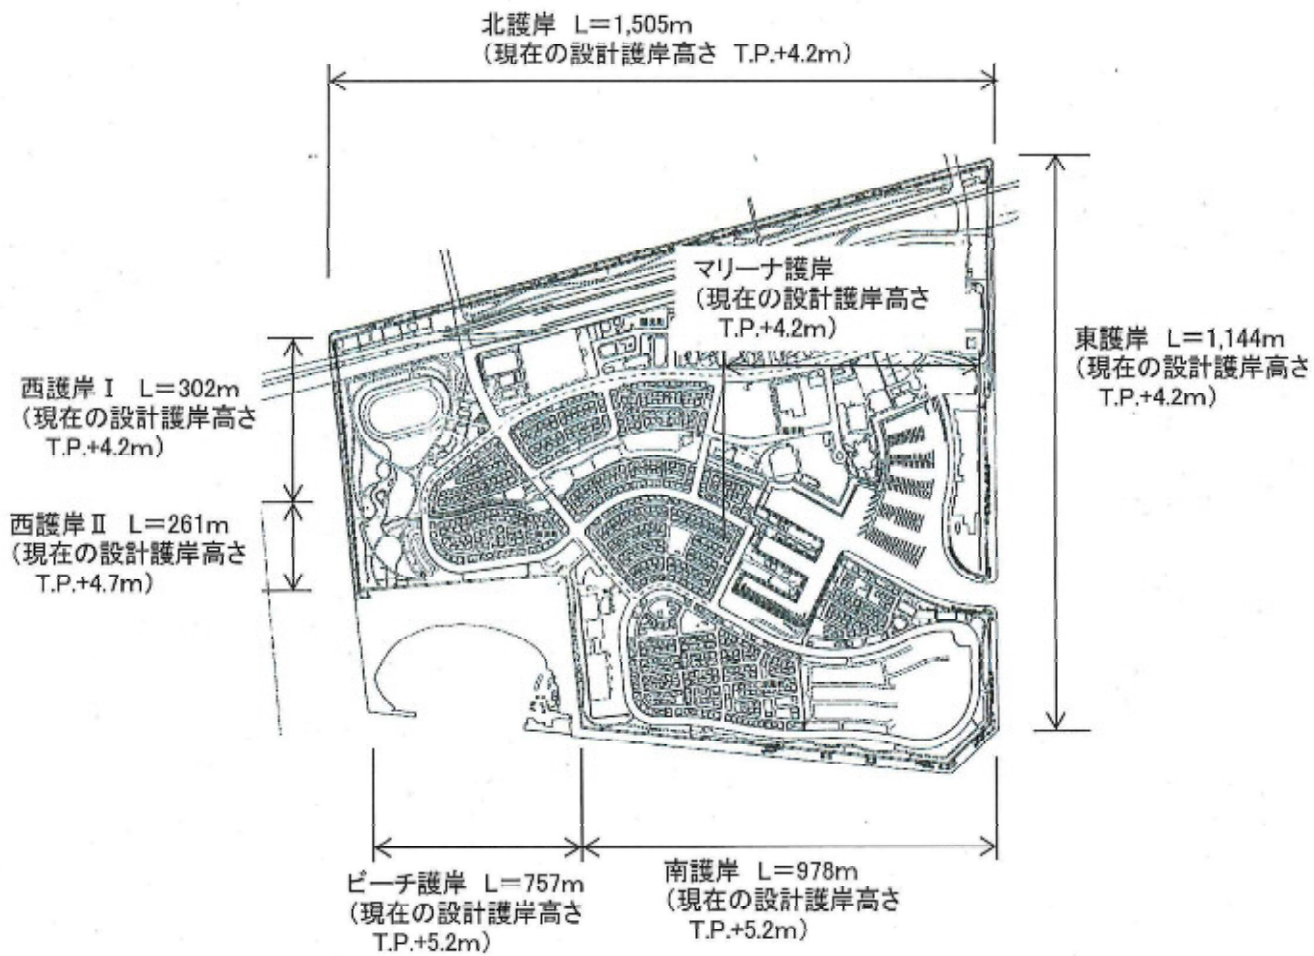 北護岸 L=1,505m
(現在の設計護岸高さ T.P.+4.2m)
マリーナ護岸
(現在の設計護岸高さ
T.P.+4.2m)
東護岸 L=1,144m
(現在の設計護岸高さ
T.P.+4.2m)
西護岸Ⅰ L=302m
(現在の設計護岸高さ
T.P.+4.2m)
西護岸Ⅱ L=261m
(現在の設計護岸高さ
T.P.+4.7m)
ビーチ護岸 L=757m
(現在の設計護岸高さ
T.P.+5.2m)
南護岸 L=978m
(現在の設計護岸高さ
T.P.+5.2m)